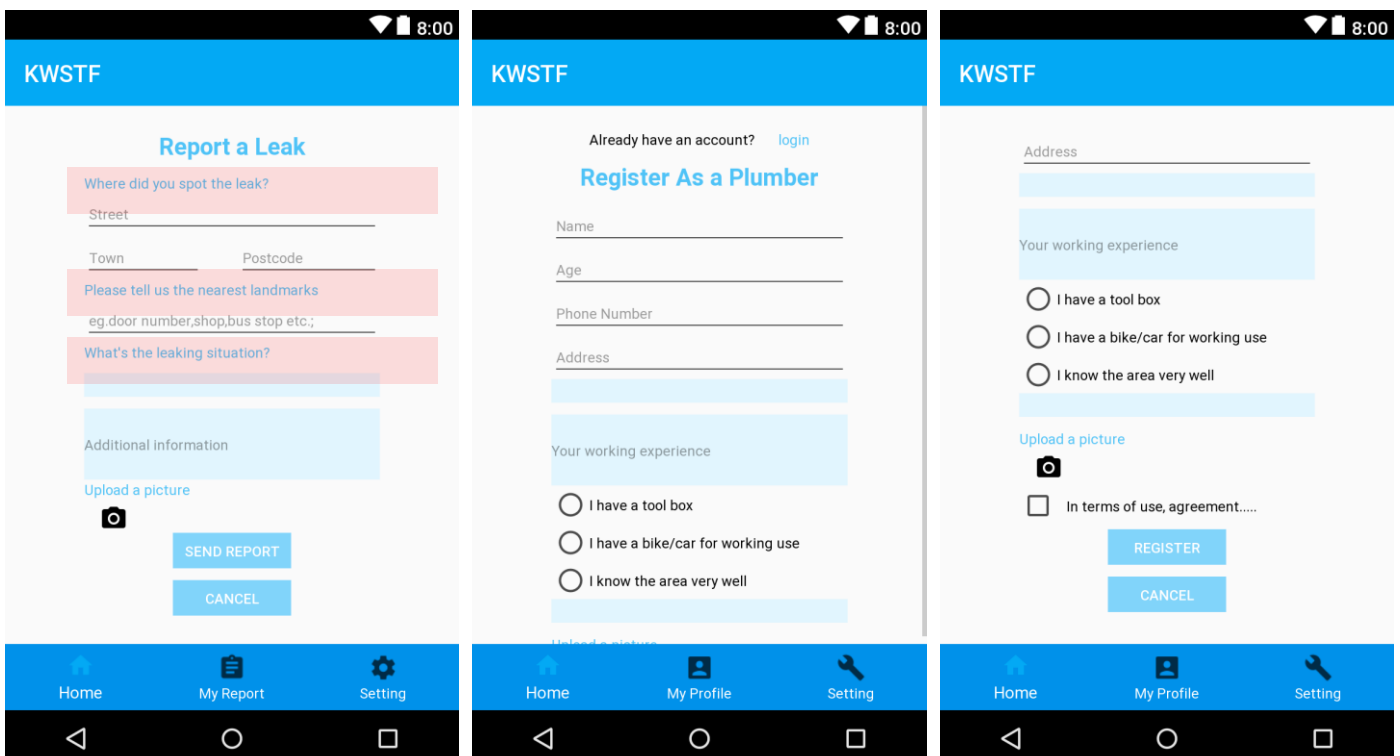 8:00
KWSTF
Report a Leak
Where did you spot the leak?
Street
Town Postcode
Please tell us the nearest landmarks
eg.door number,shop,bus stop etc.;
What's the leaking situation?
Additional information
Upload a picture
SEND REPORT
CANCEL
Home My Report Setting
8:00
KWSTF
Already have an account? login
Register As a Plumber
Name
Age
Phone Number
Address
Your working experience
I have a tool box
I have a bike/car for working use
I know the area very well
Upload a picture
Home My Profile Setting
8:00
KWSTF
Address
Your working experience
I have a tool box
I have a bike/car for working use
I know the area very well
Upload a picture
In terms of use, agreement.....
REGISTER
CANCEL
Home My Profile Setting